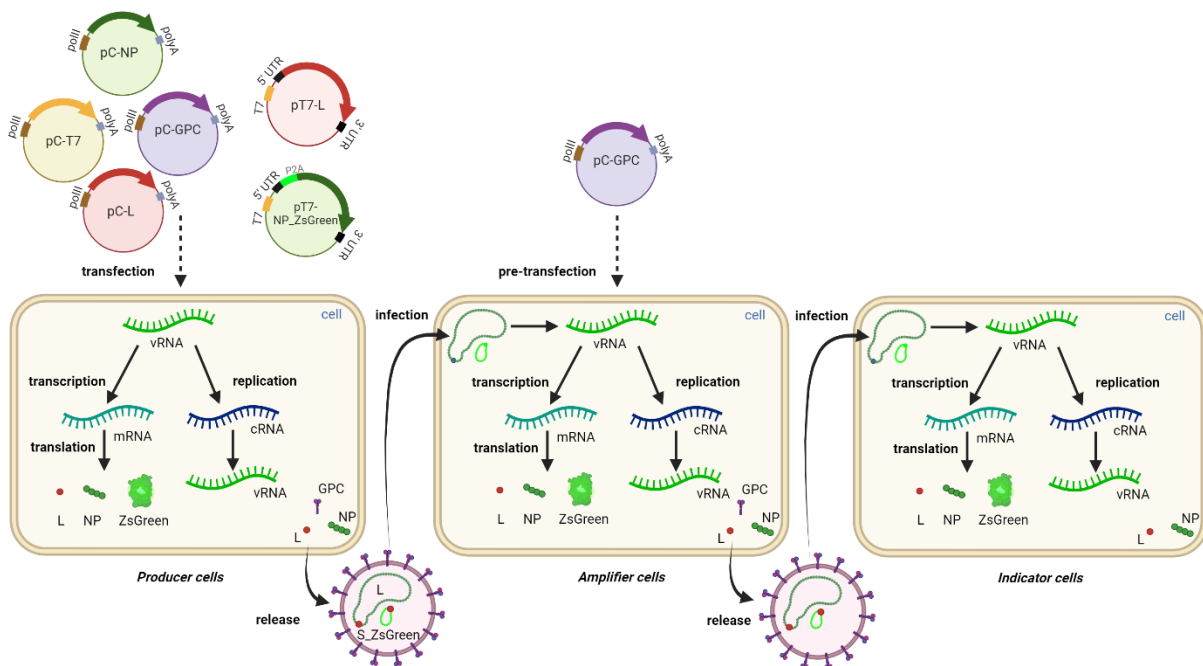 polII
pC-NP
polyA
polII
pC-T7
polyA
polII
pC-GPC
polyA
polII
pC-L
polyA
T7
5' UTR
pT7-L
3' UTR
T7
5' UTR
P2A
pT7-
NP_ZsGreen
3' UTR
polII
pC-GPC
polyA
transfection
pre-transfection
cell
vRNA
transcription
replication
mRNA
cRNA
translation
vRNA
L
NP
ZsGreen
GPC
NP
L
Producer cells
release
L
S_ZsGreen
infection
cell
vRNA
transcription
replication
mRNA
cRNA
translation
vRNA
L
NP
ZsGreen
GPC
NP
L
Amplifier cells
release
infection
cell
vRNA
transcription
replication
mRNA
cRNA
translation
vRNA
L
NP
ZsGreen
NP
L
Indicator cells